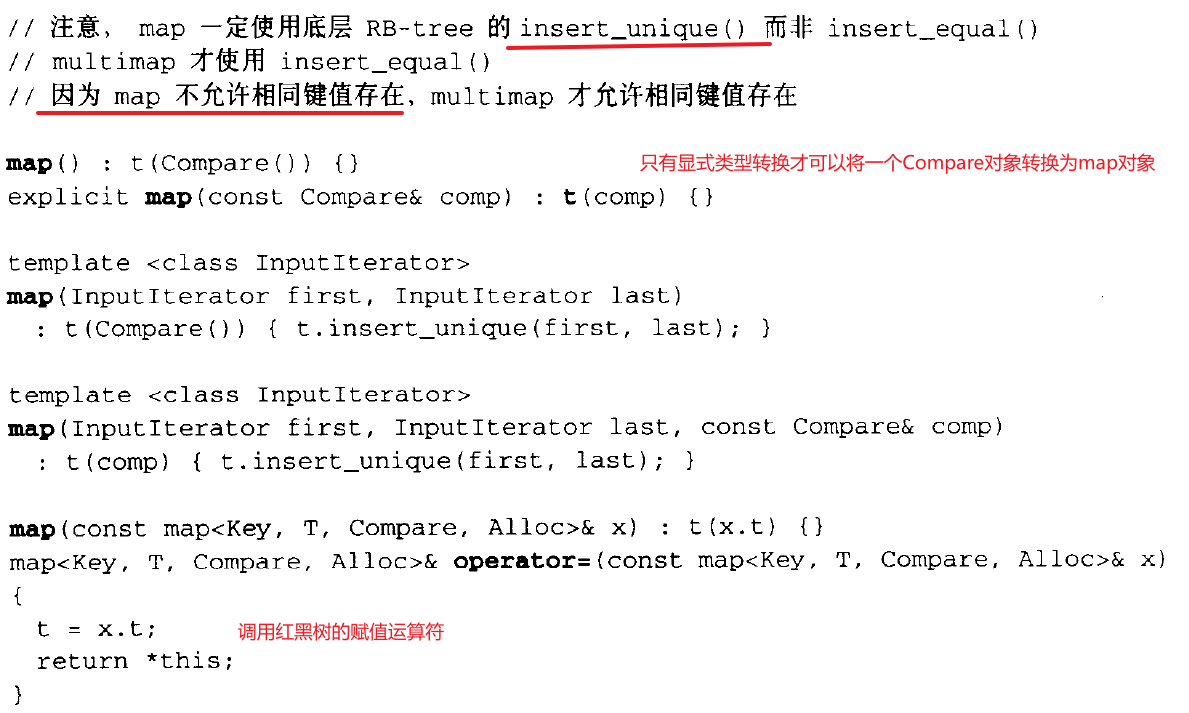 // 注意， map 一定使用底层 RB-tree 的 insert_unique() 而非 insert_equal()
// multimap 才使用 insert_equal()
// 因为 map 不允许相同键值存在，multimap 才允许相同键值存在
map() : t(Compare()) {}
只有显式类型转换才可以将一个Compare对象转换为map对象
explicit map(const Compare& comp) : t(comp) {}
template <class InputIterator>
map(InputIterator first, InputIterator last)
: t(Compare()) { t.insert_unique(first, last); }
template <class InputIterator>
map(InputIterator first, InputIterator last, const Compare& comp)
: t(comp) { t.insert_unique(first, last); }
map(const map<Key, T, Compare, Alloc>& x) : t(x.t) {}
map<Key, T, Compare, Alloc>& operator=(const map<Key, T, Compare, Alloc>& x)
{
t = x.t;
调用红黑树的赋值运算符
return *this;
}